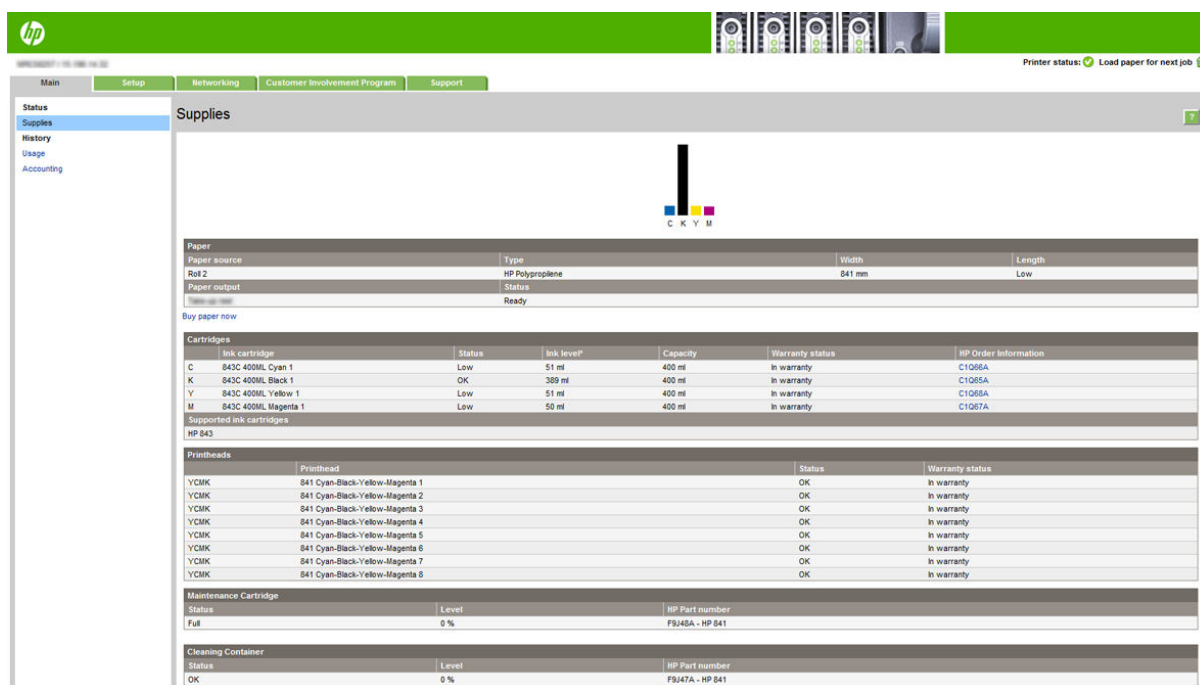 hp
Printer status: Load paper for next job
Main Setup Networking Customer Involvement Program Support
Status
Supplies
History
Usage
Accounting
Supplies
?
C K Y M
Paper
Paper source Type Width Length
Roll 2 HP Polypropilene 841 mm Low
Paper output Status
Ready
Buy paper now
Cartridges
Ink cartridge Status Ink level* Capacity Warranty status HP Order Information
C 843C 400ML Cyan 1 Low 51 ml 400 ml In warranty C1Q66A
K 843C 400ML Black 1 OK 389 ml 400 ml In warranty C1Q65A
Y 843C 400ML Yellow 1 Low 51 ml 400 ml In warranty C1Q68A
M 843C 400ML Magenta 1 Low 50 ml 400 ml In warranty C1Q67A
Supported ink cartridges
HP 843
Printheads
Printhead Status Warranty status
YCMK 841 Cyan-Black-Yellow-Magenta 1 OK In warranty
YCMK 841 Cyan-Black-Yellow-Magenta 2 OK In warranty
YCMK 841 Cyan-Black-Yellow-Magenta 3 OK In warranty
YCMK 841 Cyan-Black-Yellow-Magenta 4 OK In warranty
YCMK 841 Cyan-Black-Yellow-Magenta 5 OK In warranty
YCMK 841 Cyan-Black-Yellow-Magenta 6 OK In warranty
YCMK 841 Cyan-Black-Yellow-Magenta 7 OK In warranty
YCMK 841 Cyan-Black-Yellow-Magenta 8 OK In warranty
Maintenance Cartridge
Status Level HP Part number
Full 0 % F9J48A - HP 841
Cleaning Container
Status Level HP Part number
OK 0 % F9J47A - HP 841